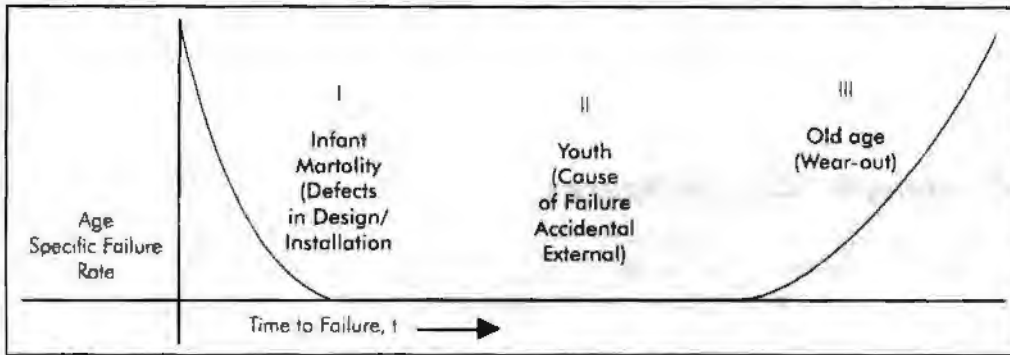 I
Infant
Martolity
(Defects
in Design/
Installation
II
Youth
(Cause
of Failure
Accidental
External)
III
Old age
(Wear-out)
Age
Specific Failure
Rate
Time to Failure, t